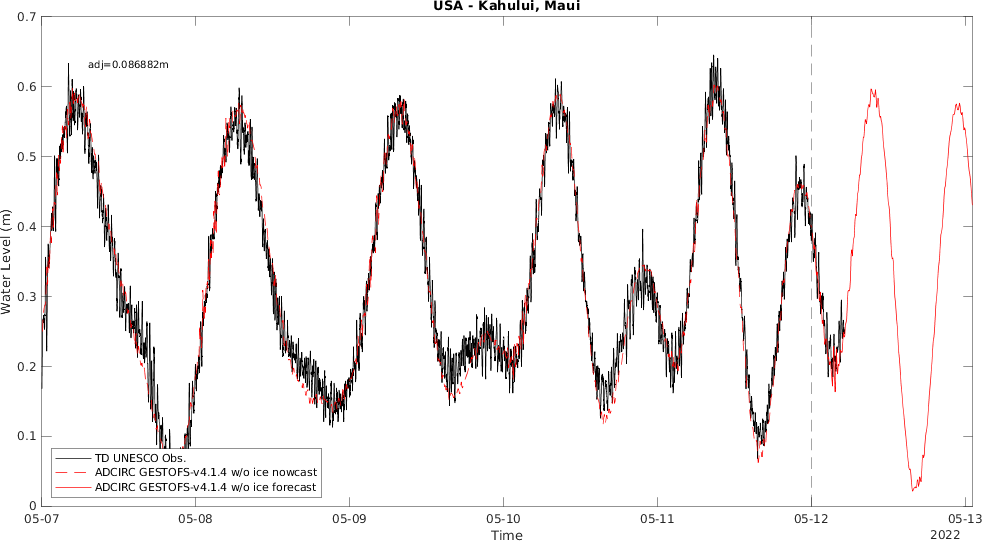 USA - Kahului, Maui
adj=0.086882m
0.7
0.6
0.5
0.4
0.3
0.2
0.1
0
Water Level (m)
TD UNESCO Obs.
ADCIRC GESTOFS-v4.1.4 w/o ice nowcast
ADCIRC GESTOFS-v4.1.4 w/o ice forecast
05-07 05-08 05-09 05-10 05-11 05-12 05-13
Time
2022